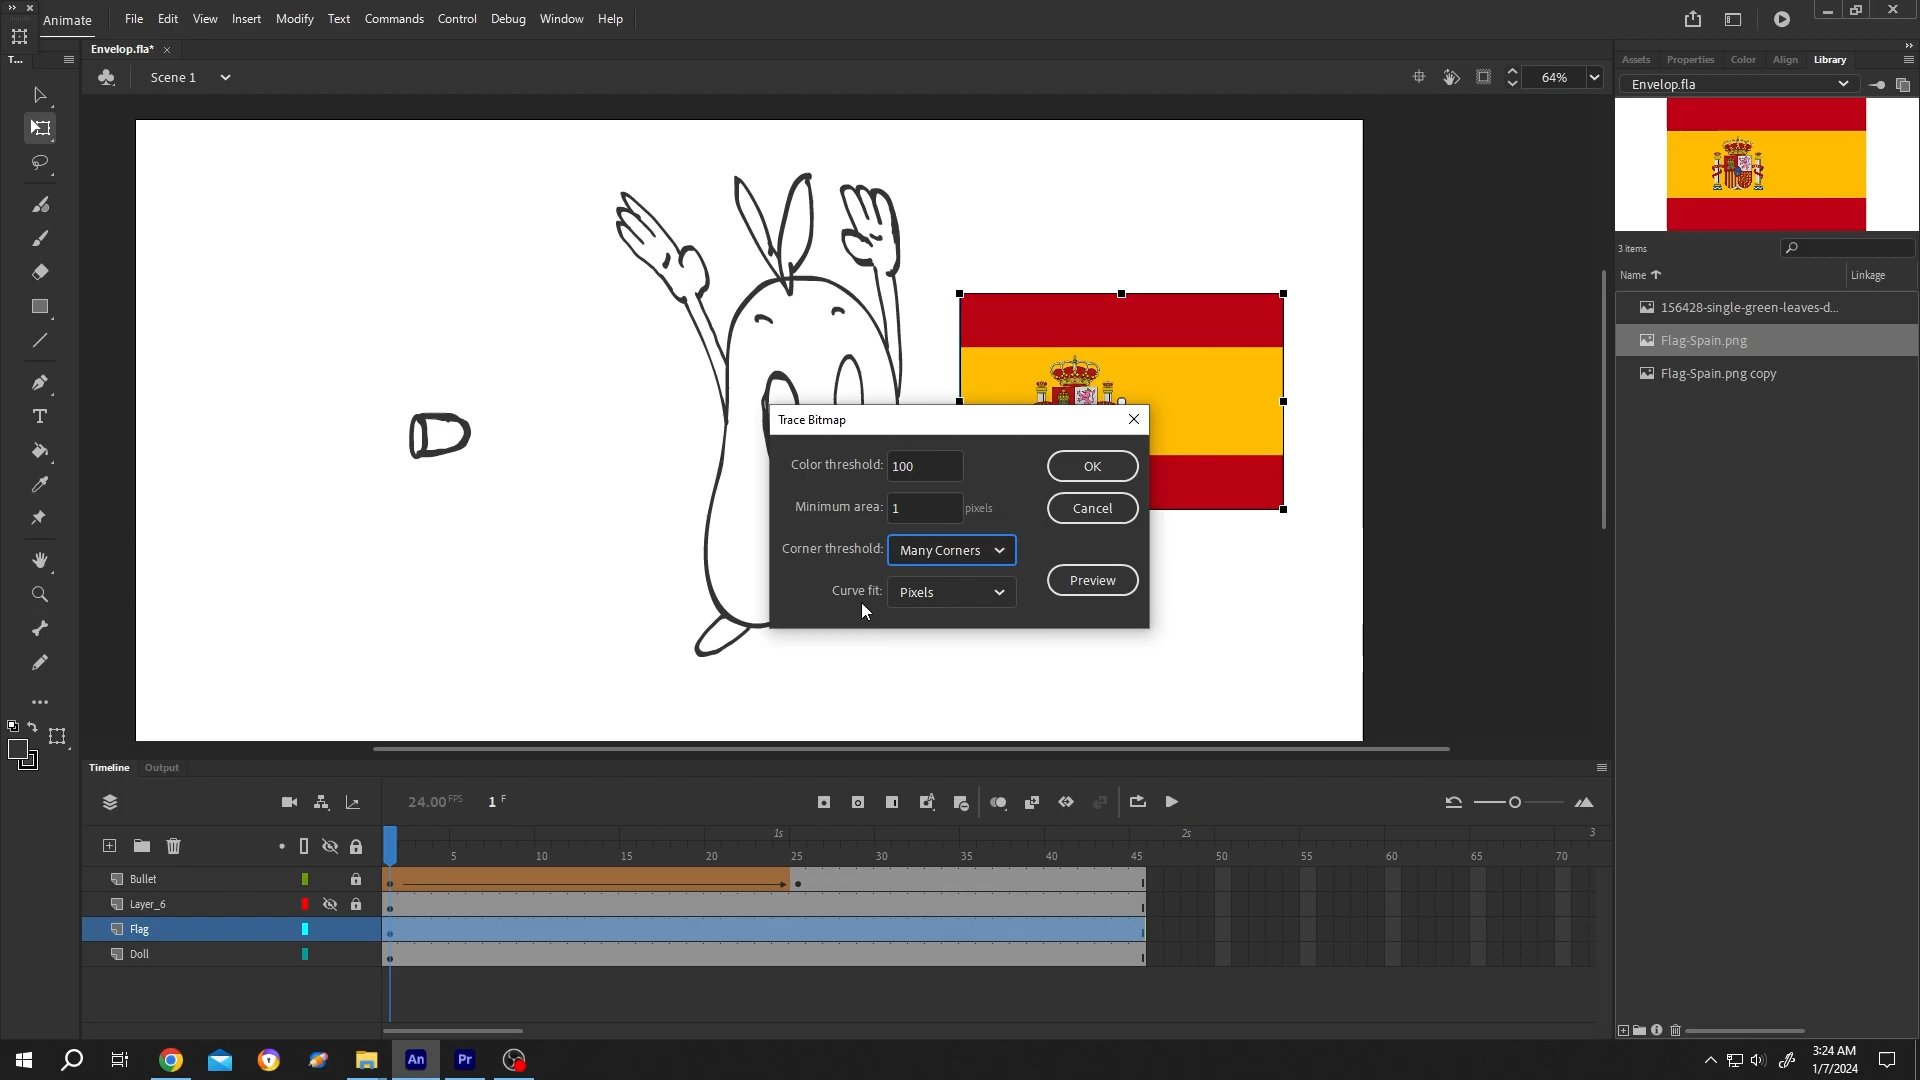 Animate File Edit View Insert Modify Text Commands Control Debug Window Help
T...
Envelop.fla*
Scene 1
64%
Assets Properties Color Align Library
Envelop.fla
3 items
Name Linkage
156428-single-green-leaves-d...
Flag-Spain.png
Flag-Spain.png copy
Trace Bitmap
Color threshold: 100 OK
Minimum area: 1 pixels Cancel
Corner threshold: Many Corners
Curve fit: Pixels Preview
Timeline Output
24.00 FPS 1 F
1s 2s 3
5 10 15 20 25 30 35 40 45 50 55 60 65 70
Bullet
Layer_6
Flag
Doll
An Pr
3:24 AM
1/7/2024